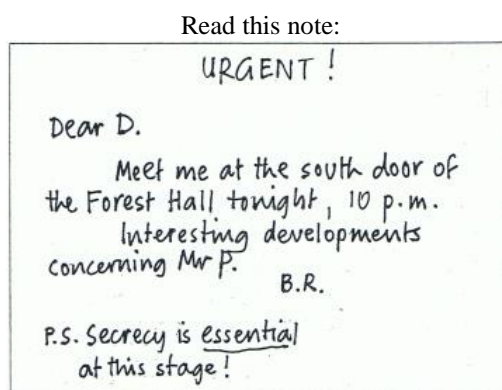 Read this note:
URGENT!
Dear D.
Meet me at the south door of
the Forest Hall tonight, 10 p.m.
Interesting developments
concerning Mr P.
B.R.
P.S. Secrecy is essential
at this stage!